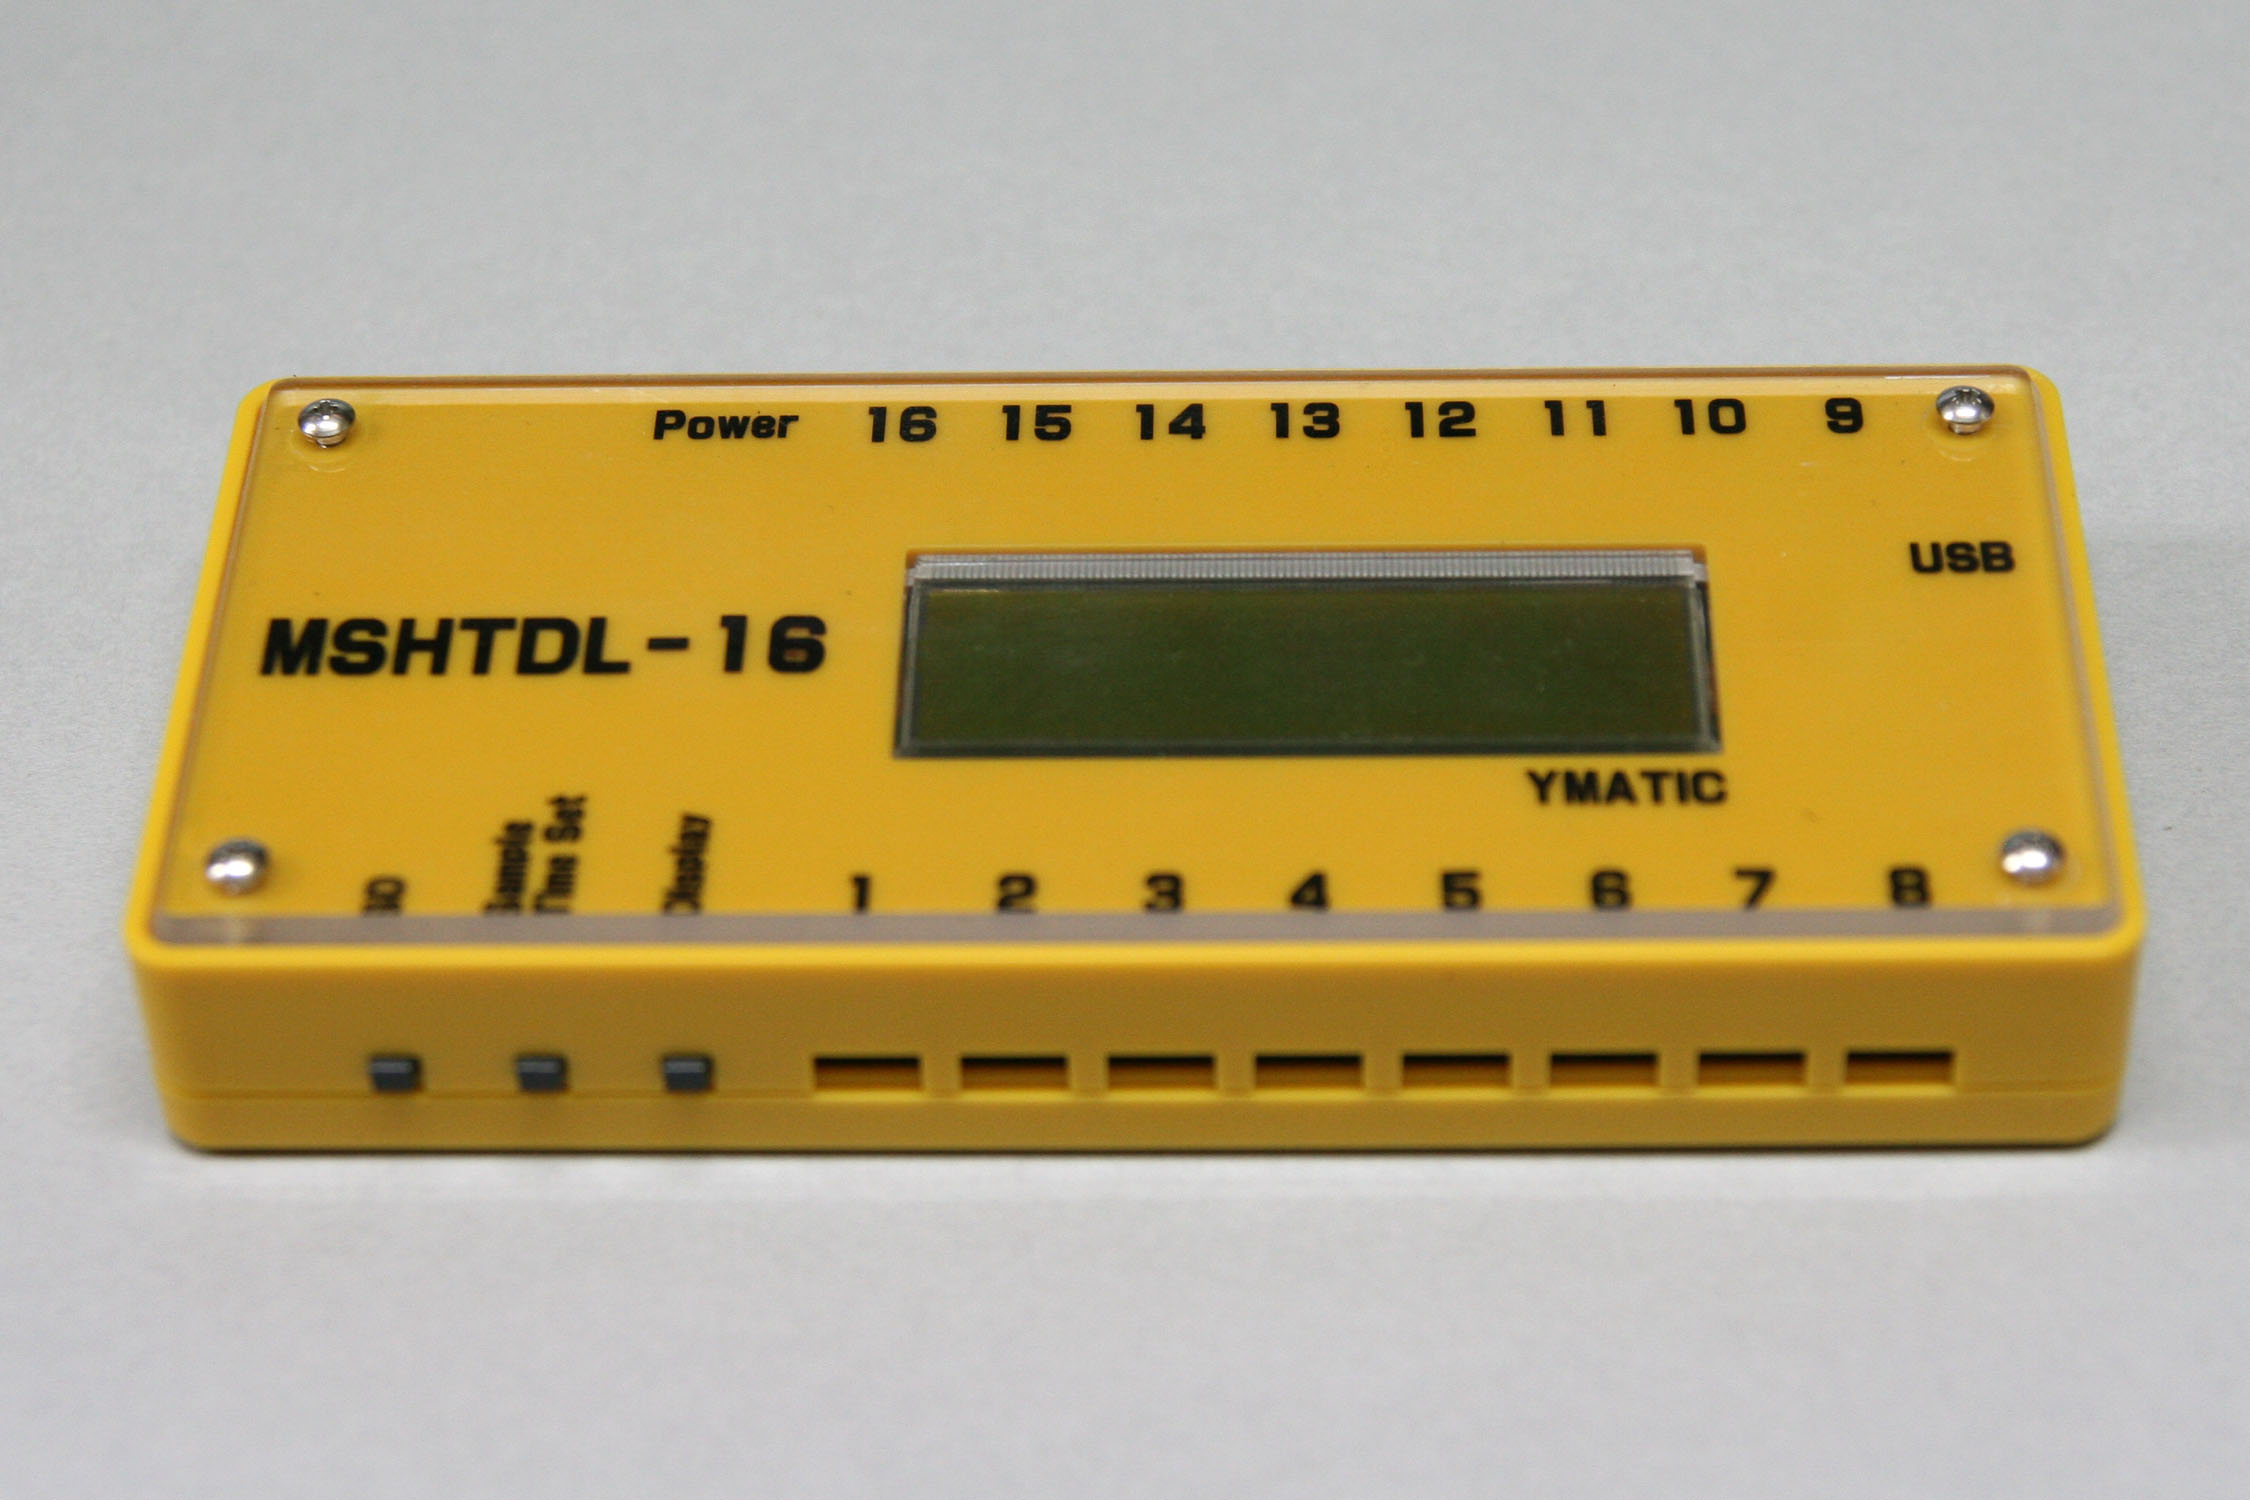 Power 16 15 14 13 12 11 10 9
USB
MSHTDL-16
YMATIC
Sample
Time Set
Display
1 2 3 4 5 6 7 8